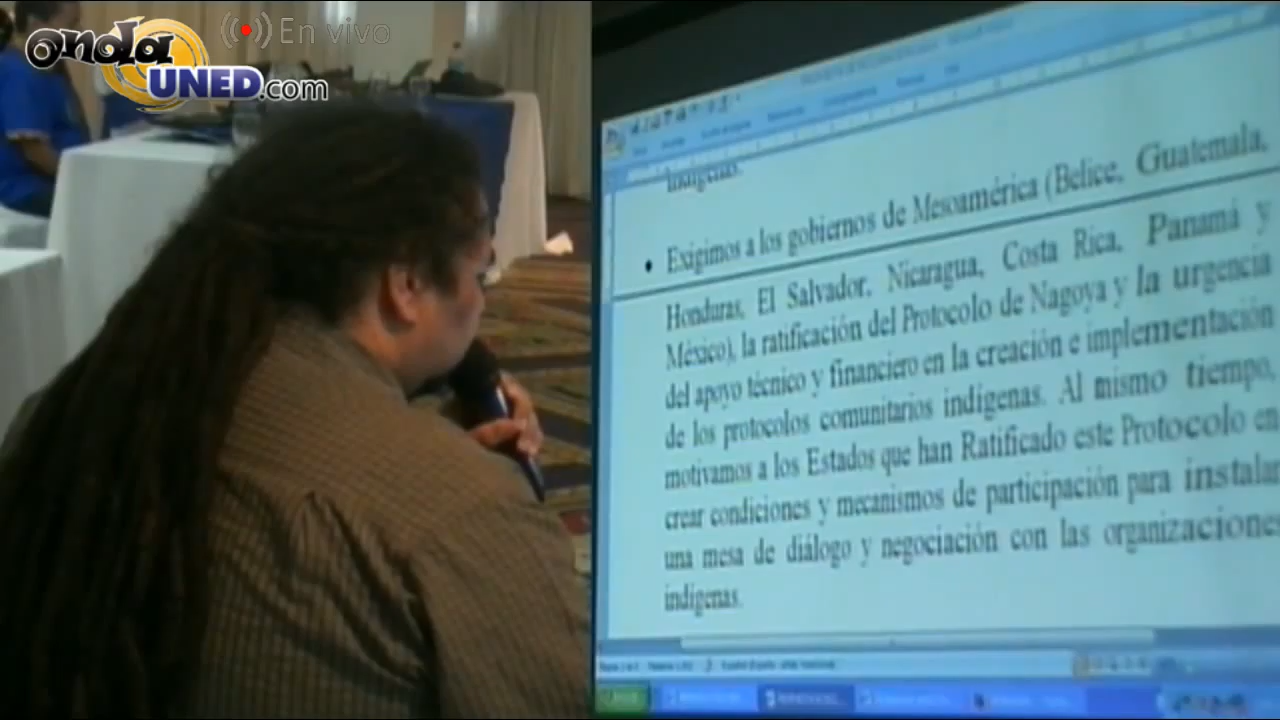 onda
UNED.com
En vivo
indígenas.
Exigimos a los gobiernos de Mesoamérica (Belice, Guatemala,
Honduras, El Salvador, Nicaragua, Costa Rica, Panamá y
México), la ratificación del Protocolo de Nagoya y la urgencia
del apoyo técnico y financiero en la creación e implementación
de los protocolos comunitarios indígenas. Al mismo tiempo,
motivamos a los Estados que han Ratificado este Protocolo en
crear condiciones y mecanismos de participación para instalar
una mesa de diálogo y negociación con las organizaciones
indígenas.